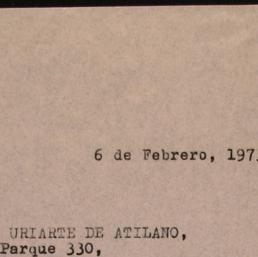 6 de Febrero, 197
URIARTE DE ATILANO,
Parque 330,